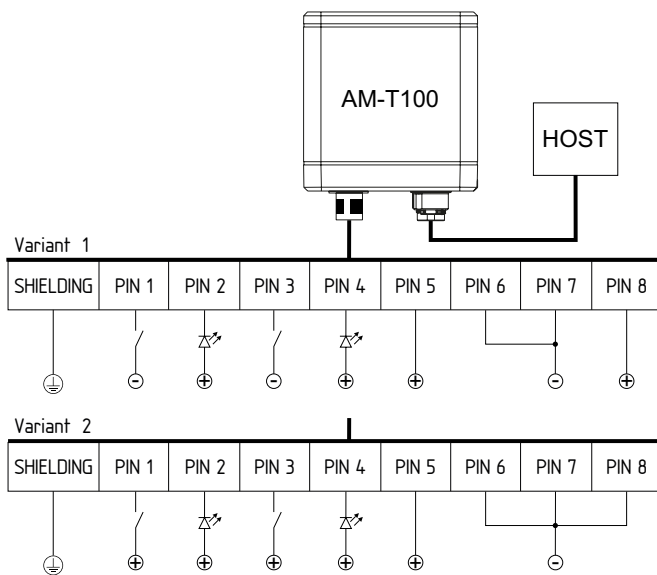 AM-T100
HOST
Variant 1
SHIELDING PIN 1 PIN 2 PIN 3 PIN 4 PIN 5 PIN 6 PIN 7 PIN 8
- + - + + - +
Variant 2
SHIELDING PIN 1 PIN 2 PIN 3 PIN 4 PIN 5 PIN 6 PIN 7 PIN 8
+ + + + + -